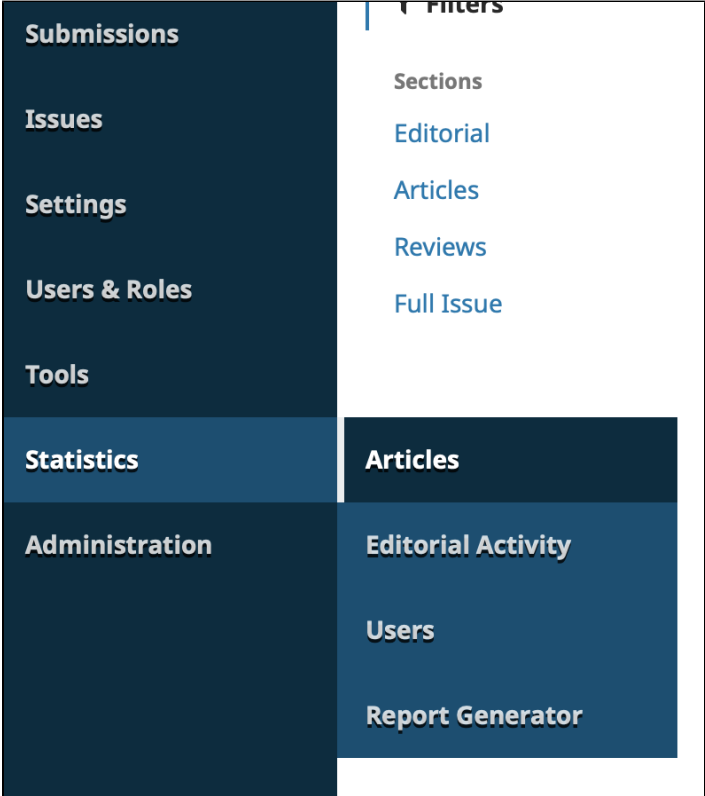 Submissions
Issues
Settings
Users & Roles
Tools
Statistics
Administration
Filters
Sections
Editorial
Articles
Reviews
Full Issue
Articles
Editorial Activity
Users
Report Generator